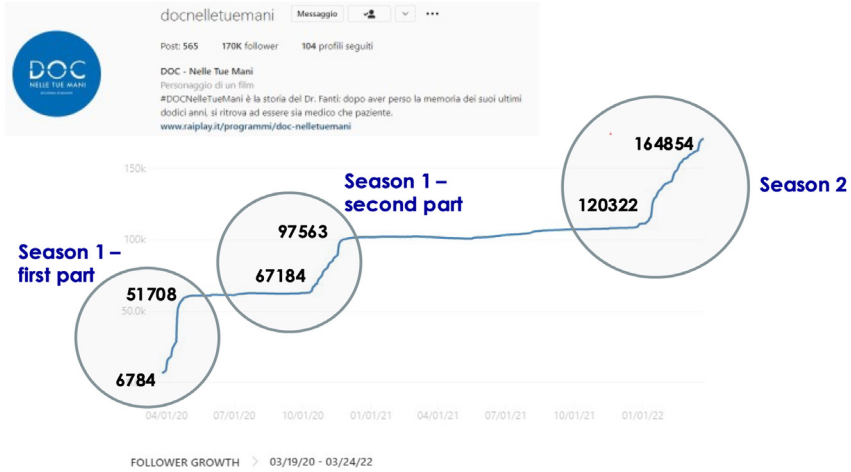 docnelletuemani Messaggio
Post: 565 170K follower 104 profili seguiti
DOC
NELLE TUE MANI
DOC - Nelle Tue Mani
Personaggio di un film
#DOCNelleTueMani è la storia del Dr. Fanti: dopo aver perso la memoria dei suoi ultimi
dodici anni, si ritrova ad essere sia medico che paziente.
www.raiplay.it/programmi/doc-nelletuemani
164854
150k
Season 1 –
second part
Season 2
120322
97563
100k
Season 1 –
first part
67184
51708
50.0k
6784
04/01/20 07/01/20 10/01/20 01/01/21 04/01/21 07/01/21 10/01/21 01/01/22
FOLLOWER GROWTH > 03/19/20 - 03/24/22